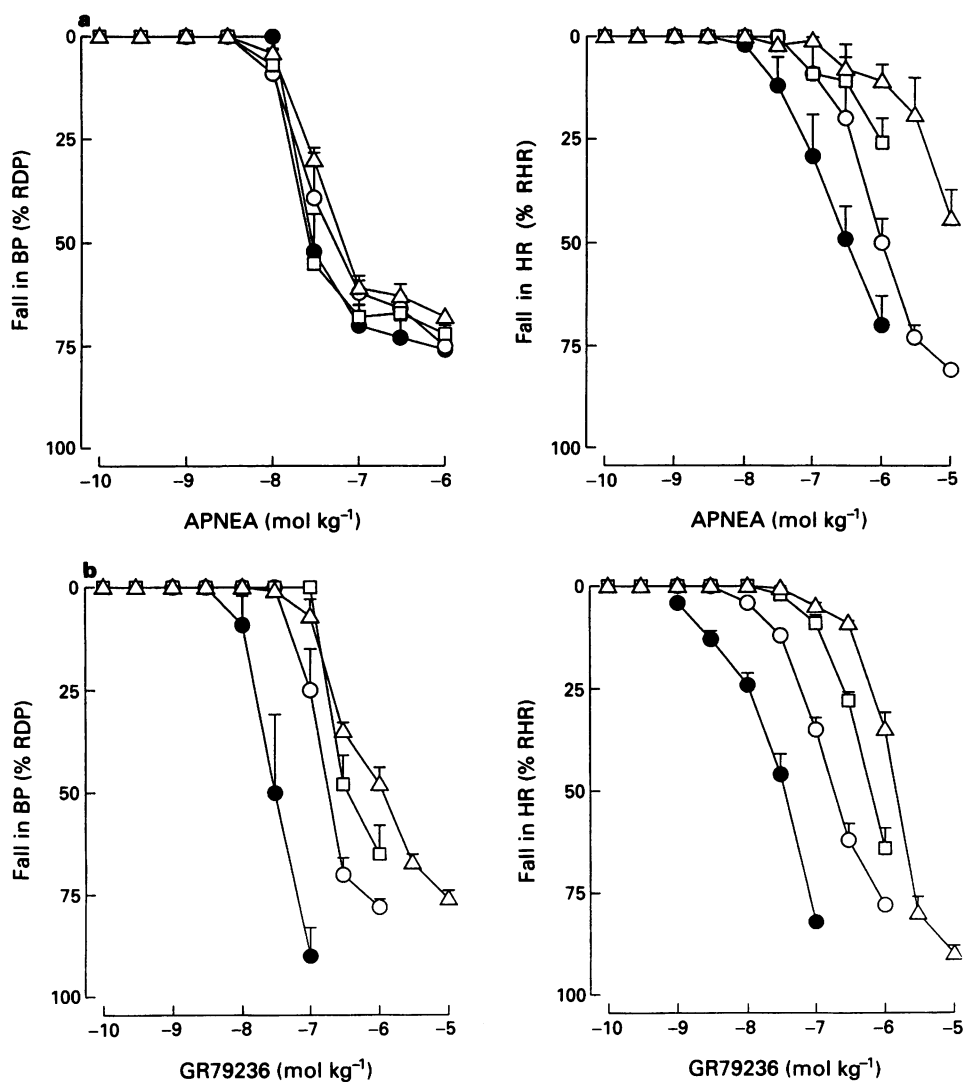 a
0
25
50
75
100
Fall in BP (% RDP)
−10 −9 −8 −7 −6
APNEA (mol kg⁻¹)
0
25
50
75
100
Fall in HR (% RHR)
−10 −9 −8 −7 −6 −5
APNEA (mol kg⁻¹)
b
0
25
50
75
100
Fall in BP (% RDP)
−10 −9 −8 −7 −6 −5
GR79236 (mol kg⁻¹)
0
25
50
75
100
Fall in HR (% RHR)
−10 −9 −8 −7 −6 −5
GR79236 (mol kg⁻¹)